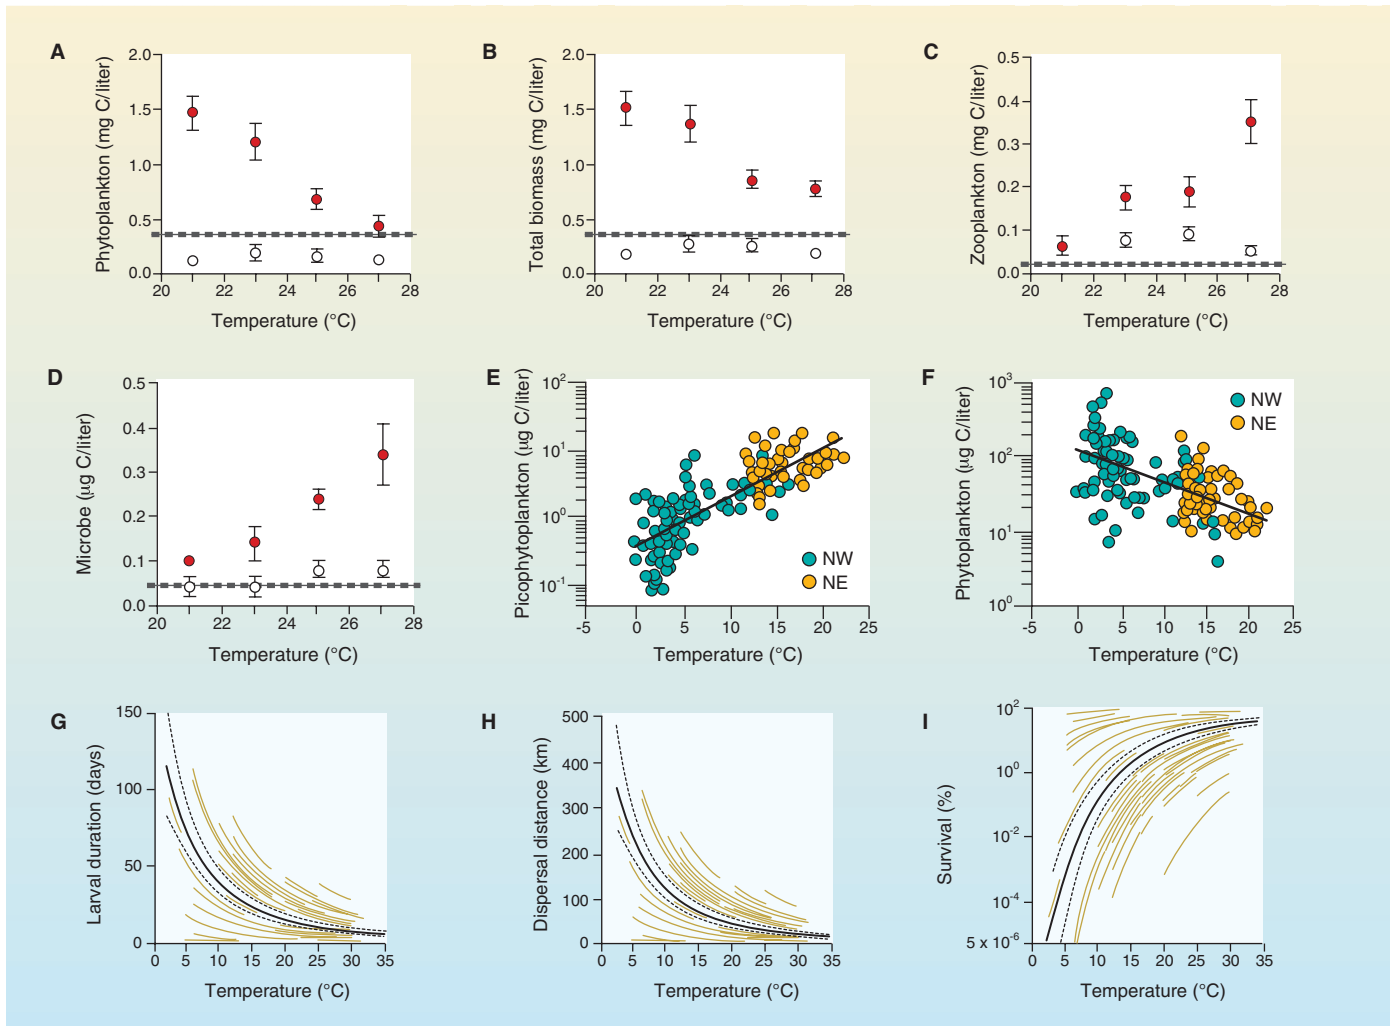 A
Phytoplankton (mg C/liter)
2.0
1.5
1.0
0.5
0.0
20 22 24 26 28
Temperature (°C)
B
Total biomass (mg C/liter)
2.0
1.5
1.0
0.5
0.0
20 22 24 26 28
Temperature (°C)
C
Zooplankton (mg C/liter)
0.5
0.4
0.3
0.2
0.1
0.0
20 22 24 26 28
Temperature (°C)
D
Microbe (µg C/liter)
0.5
0.4
0.3
0.2
0.1
0.0
20 22 24 26 28
Temperature (°C)
E
Picophytoplankton (µg C/liter)
10²
10¹
10⁰
10⁻¹
NW
NE
-5 0 5 10 15 20 25
Temperature (°C)
F
Phytoplankton (µg C/liter)
10³
10²
10¹
10⁰
NW
NE
-5 0 5 10 15 20 25
Temperature (°C)
G
Larval duration (days)
150
100
50
0
0 5 10 15 20 25 30 35
Temperature (°C)
H
Dispersal distance (km)
500
400
300
200
100
0
0 5 10 15 20 25 30 35
Temperature (°C)
I
Survival (%)
10²
10⁰
10⁻²
10⁻⁴
5 x 10⁻⁶
0 5 10 15 20 25 30 35
Temperature (°C)